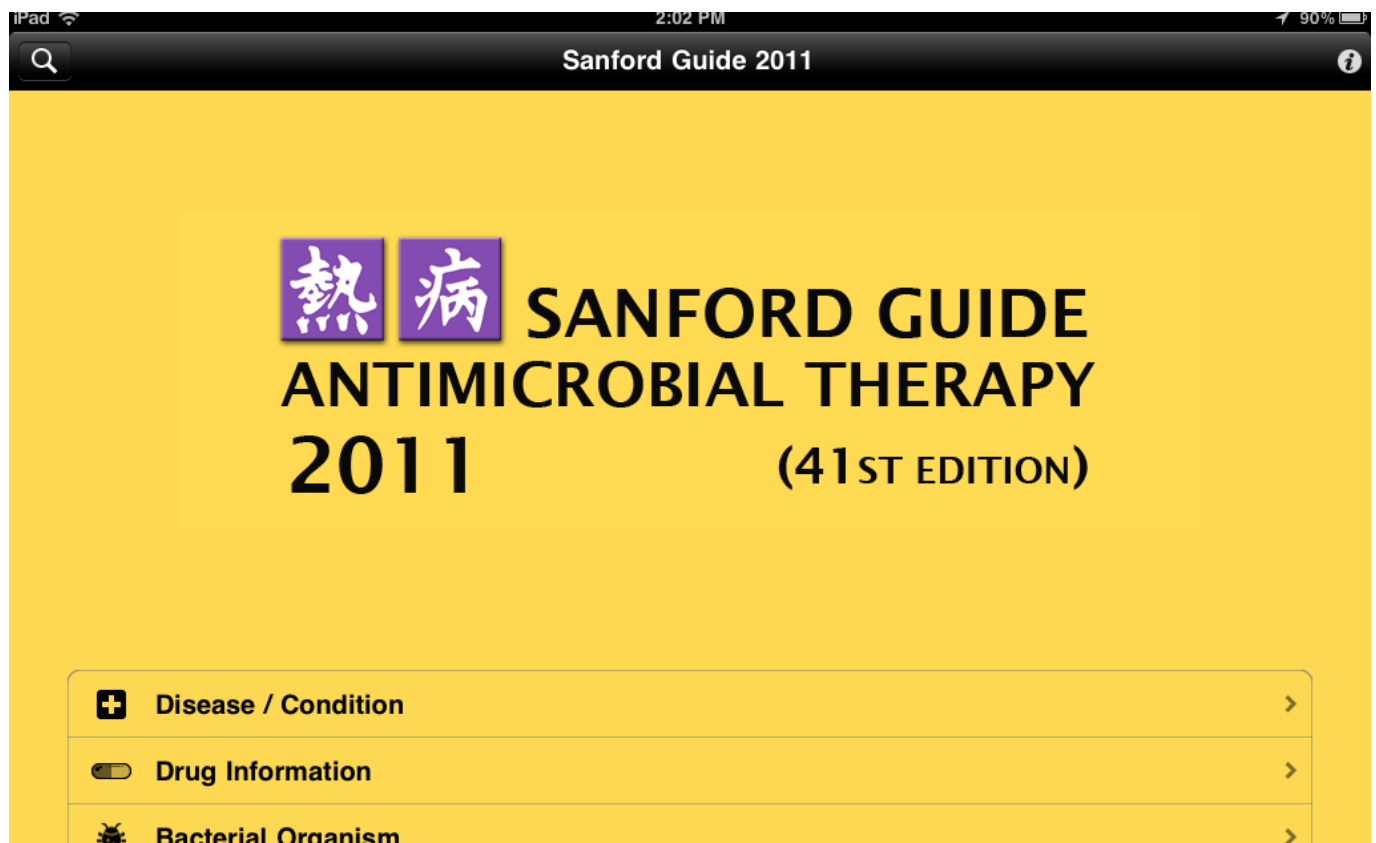 iPad 2:02 PM 90%
Sanford Guide 2011
熱病 SANFORD GUIDE
ANTIMICROBIAL THERAPY
2011 (41ST EDITION)
Disease / Condition
Drug Information
Bacterial Organism